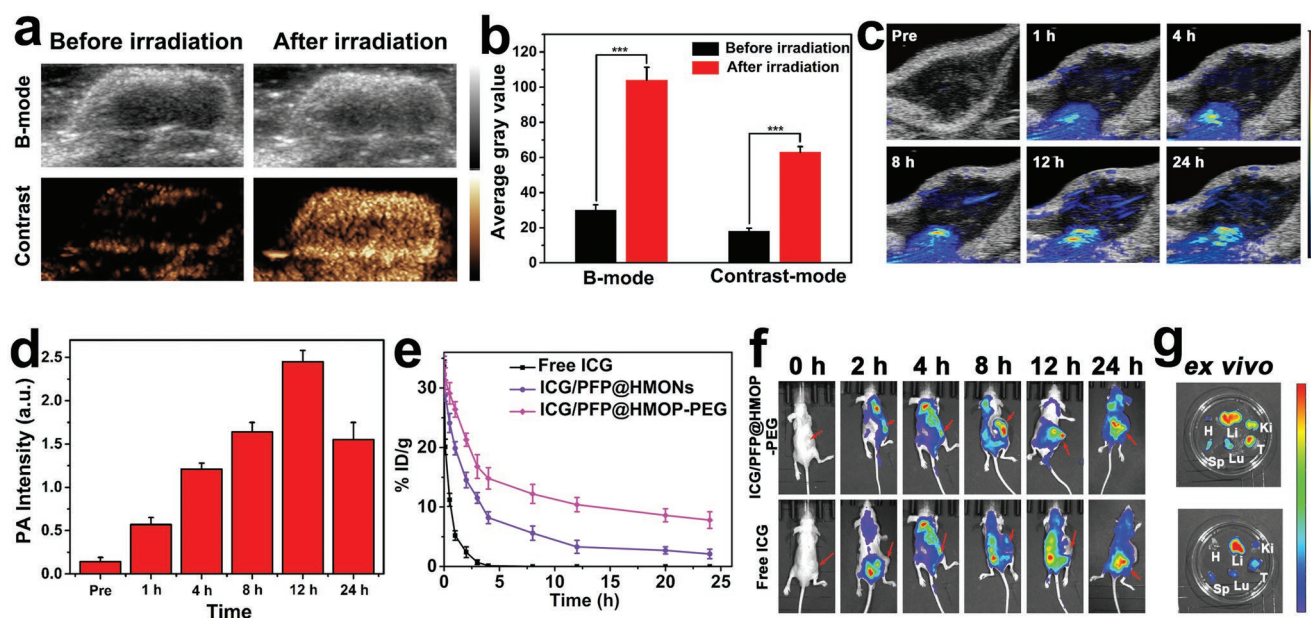 a
Before irradiation After irradiation
B-mode
Contrast
b
Average gray value
120
100
80
60
40
20
0
***
***
Before irradiation
After irradiation
B-mode Contrast-mode
c
Pre 1 h 4 h
8 h 12 h 24 h
d
PA Intensity (a.u.)
2.5
2.0
1.5
1.0
0.5
0.0
Pre 1 h 4 h 8 h 12 h 24 h
Time
e
% ID/g
30
20
10
0
Free ICG
ICG/PFP@HMONs
ICG/PFP@HMOP-PEG
0 5 10 15 20 25
Time (h)
f
0 h 2 h 4 h 8 h 12 h 24 h
ICG/PFP@HMOP
-PEG
Free ICG
g
ex vivo
H Li Ki
Sp Lu T
H Li Ki
Sp Lu T